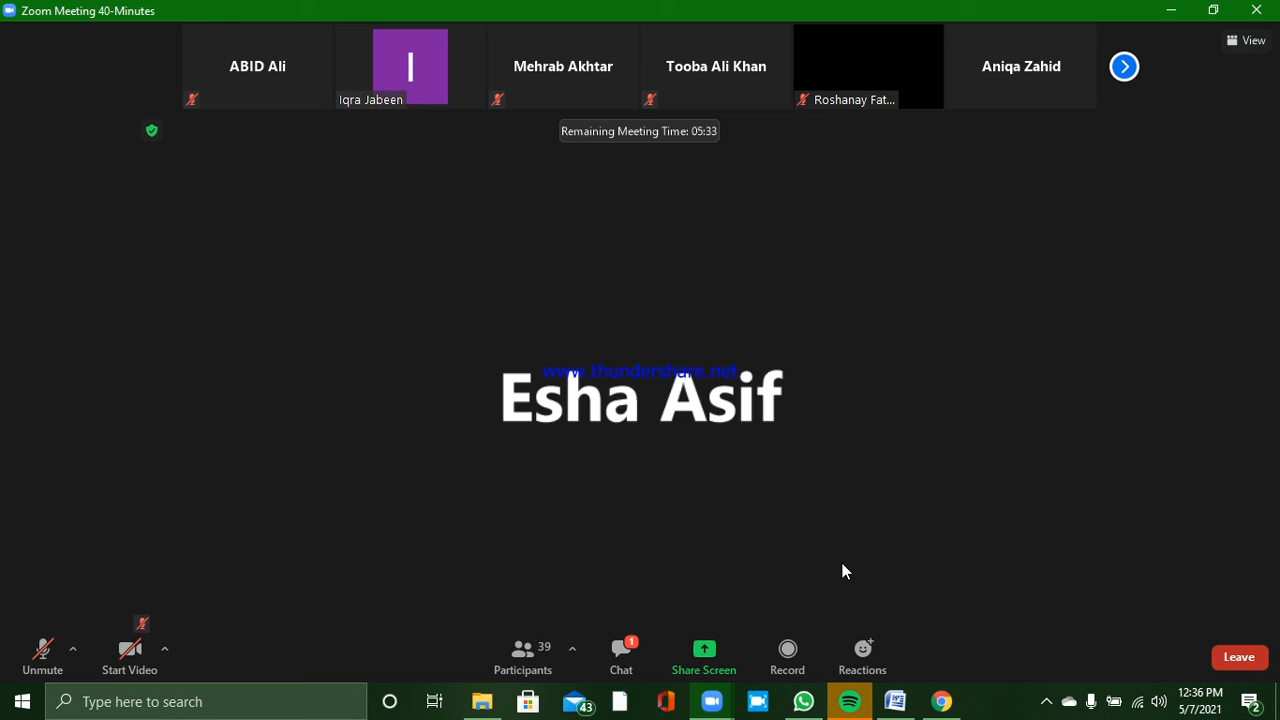 Zoom Meeting 40-Minutes
View
ABID Ali
I
Iqra Jabeen
Mehrab Akhtar
Tooba Ali Khan
Roshanay Fat...
Aniqa Zahid
Remaining Meeting Time: 05:33
www.thundershare.net
Esha Asif
Unmute
Start Video
39
Participants
1
Chat
Share Screen
Record
Reactions
Leave
Type here to search
43
12:36 PM
5/7/2021
2